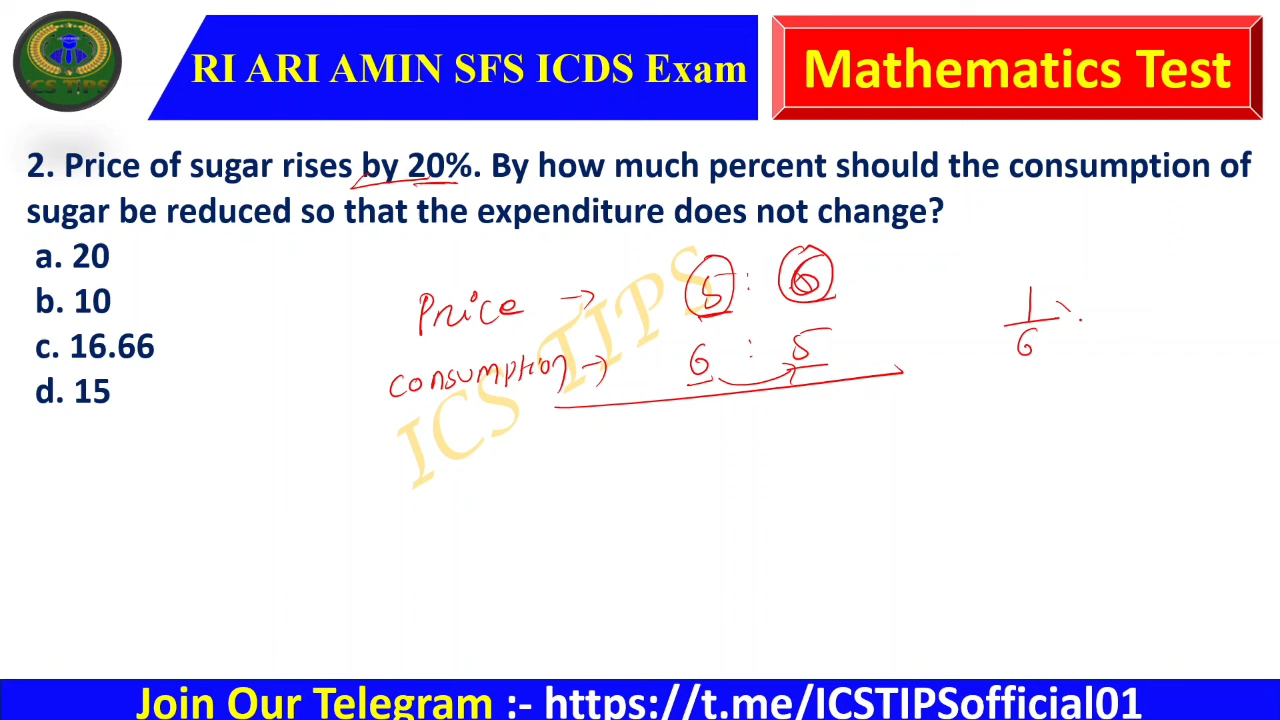 ICS TIPS
RI ARI AMIN SFS ICDS Exam
Mathematics Test
2. Price of sugar rises by 20%. By how much percent should the consumption of
sugar be reduced so that the expenditure does not change?
a. 20
b. 10
c. 16.66
d. 15
Price → 5 : 6
consumption → 6 : 5
1
6
ICS TIPS
Join Our Telegram :- https://t.me/ICSTIPSofficial01